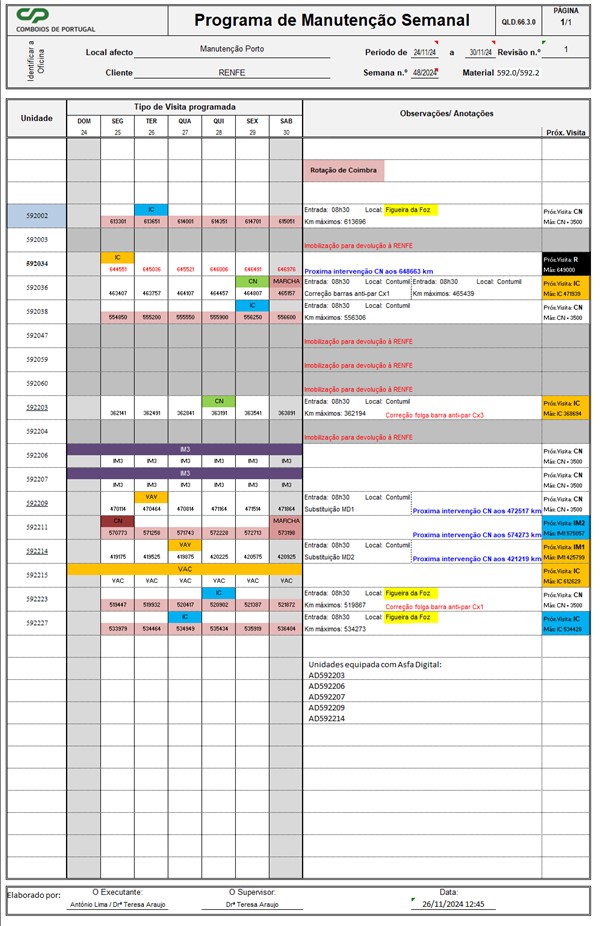 CP
COMBOIOS DE PORTUGAL
Programa de Manutenção Semanal
QLD.66.3.0
PÁGINA
1/1
Identificar a Oficina
Local afecto Manutenção Porto Período de 24/11/24 a 30/11/24 Revisão n.º 1
Cliente RENFE Semana n.º 48/2024 Material 592.0/592.2
Unidade Tipo de Visita programada Observações/ Anotações
DOM SEG TER QUA QUI SEX SAB
24 25 26 27 28 29 30 Próx. Visita
Rotação de Coimbra
592002 IC Entrada: 08h30 Local: Figueira da Foz Próx.Visita: CN
613301 613651 614001 614351 614701 615051 Km máximos: 613696 Máx: CN + 3500
592003 Imobilização para devolução à RENFE
592034 IC Próx.Visita: R
644551 645036 645521 646006 646491 646976 Proxima intervenção CN aos 648663 km Máx: 649000
592036 CN MARCHA Entrada: 08h30 Local: Contumil Entrada: 08h30 Local: Contumil Próx.Visita: IC
463407 463757 464107 464457 464807 465157 Correção barras anti-par Cx1 Km máximos: 465439 Máx: IC 471939
592038 IC Entrada: 08h30 Local: Contumil Próx.Visita: CN
554850 555200 555550 555900 556250 556600 Km máximos: 556306 Máx: CN + 3500
592047 Imobilização para devolução à RENFE
592059 Imobilização para devolução à RENFE
592060 Imobilização para devolução à RENFE
592203 CN Entrada: 08h30 Local: Contumil Próx.Visita: IC
362141 362491 362841 363191 363541 363891 Km máximos: 362194 Correção folga barra anti-par Cx3 Máx: IC 368694
592204 Imobilização para devolução à RENFE
592206 IM3 Próx.Visita: CN
IM3 IM3 IM3 IM3 IM3 IM3 Máx: CN + 3500
592207 IM3 Próx.Visita: CN
IM3 IM3 IM3 IM3 IM3 IM3 Máx: CN + 3500
592209 VAV Entrada: 08h30 Local: Contumil Próx.Visita: CN
470114 470464 470814 471164 471514 471864 Substituição MD1 Proxima intervenção CN aos 472517 km Máx: CN + 3500
592211 CN MARCHA Próx.Visita: IM2
570773 571258 571743 572228 572713 573198 Proxima intervenção CN aos 574273 km
592214 VAV Entrada: 08h30 Local: Contumil Próx.Visita: IM1
419175 419525 419875 420225 420575 420925 Substituição MD2 Proxima intervenção CN aos 421219 km Máx: IM1 425799
592215 VAC Próx.Visita: IC
VAC VAC VAC VAC VAC VAC Máx: IC 612629
592223 IC Entrada: 08h30 Local: Figueira da Foz Próx.Visita: CN
519447 519932 520417 520902 521387 521872 Km máximos: 519867 Correção folga barra anti-par Cx1 Máx: CN + 3500
592227 IC Entrada: 08h30 Local: Figueira da Foz Próx.Visita: IC
533979 534464 534949 535434 535919 536404 Km máximos: 534273 Máx: IC 534428
Unidades equipada com Asfa Digital:
AD592203
AD592206
AD592207
AD592209
AD592214
Elaborado por: O Executante: O Supervisor: Data:
António Lima / Drª Teresa Araujo Drª Teresa Araujo 26/11/2024 12:45